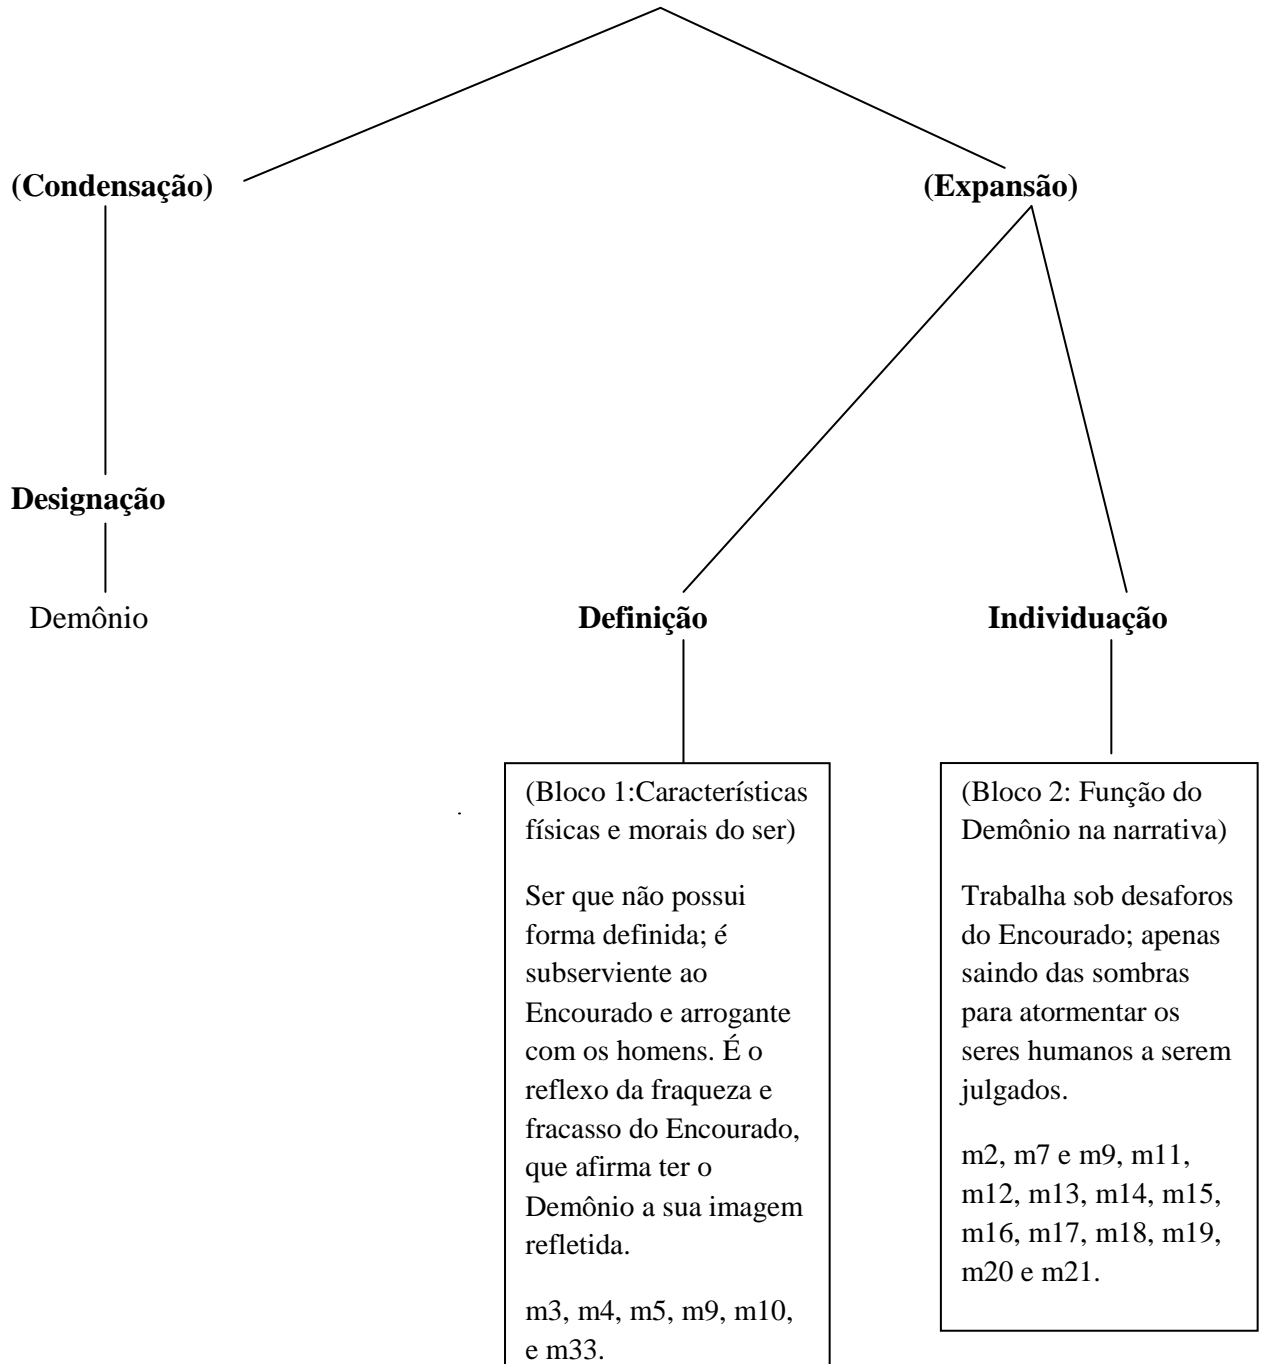 (Condensação)
(Expansão)
Designação
Demônio
Definição
Individuação
(Bloco 1:Características
físicas e morais do ser)
Ser que não possui
forma definida; é
subserviente ao
Encourado e arrogante
com os homens. É o
reflexo da fraqueza e
fracasso do Encourado,
que afirma ter o
Demônio a sua imagem
refletida.
m3, m4, m5, m9, m10,
e m33.
(Bloco 2: Função do
Demônio na narrativa)
Trabalha sob desaforos
do Encourado; apenas
saindo das sombras
para atormentar os
seres humanos a serem
julgados.
m2, m7 e m9, m11,
m12, m13, m14, m15,
m16, m17, m18, m19,
m20 e m21.